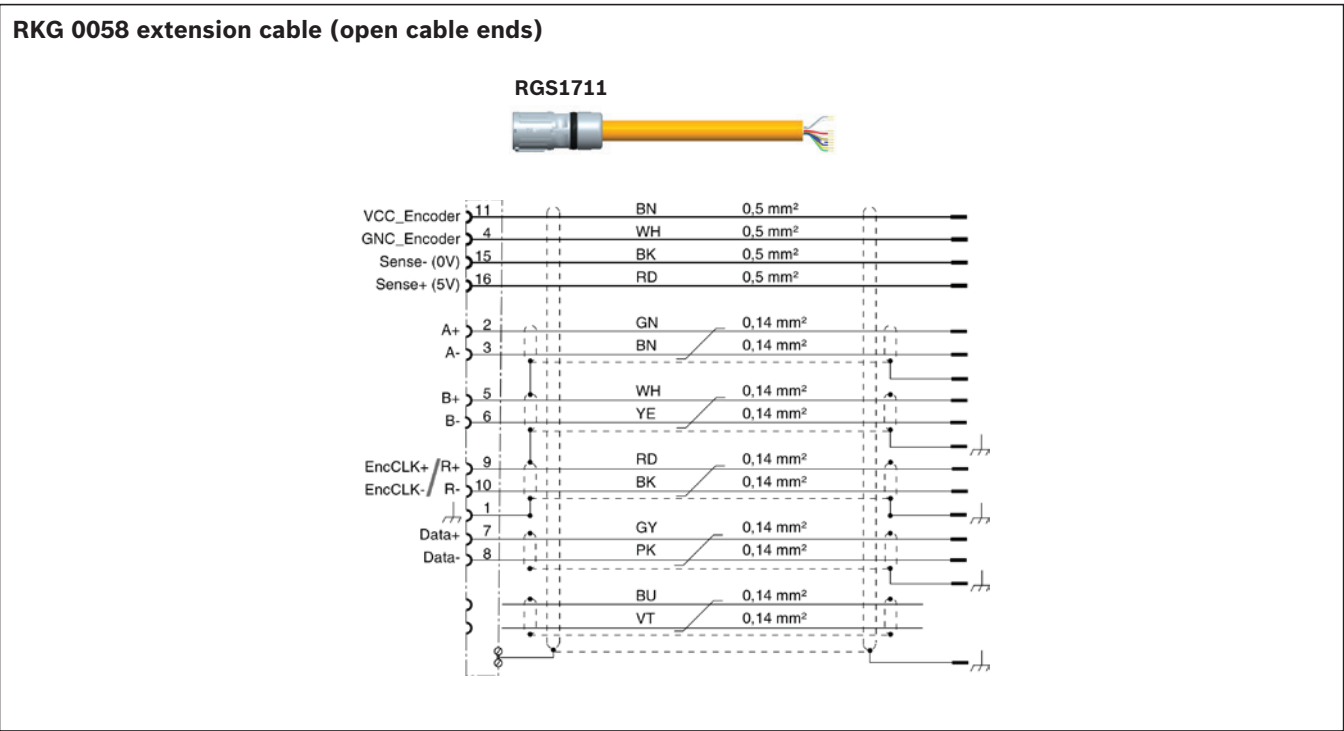 RKG 0058 extension cable (open cable ends)
RGS1711
VCC_Encoder 11 BN 0,5 mm²
GNC_Encoder 4 WH 0,5 mm²
Sense- (0V) 15 BK 0,5 mm²
Sense+ (5V) 16 RD 0,5 mm²
A+ 2 GN 0,14 mm²
A- 3 BN 0,14 mm²
B+ 5 WH 0,14 mm²
B- 6 YE 0,14 mm²
EncCLK+/R+ 9 RD 0,14 mm²
EncCLK-/R- 10 BK 0,14 mm²
1
Data+ 7 GY 0,14 mm²
Data- 8 PK 0,14 mm²
BU 0,14 mm²
VT 0,14 mm²